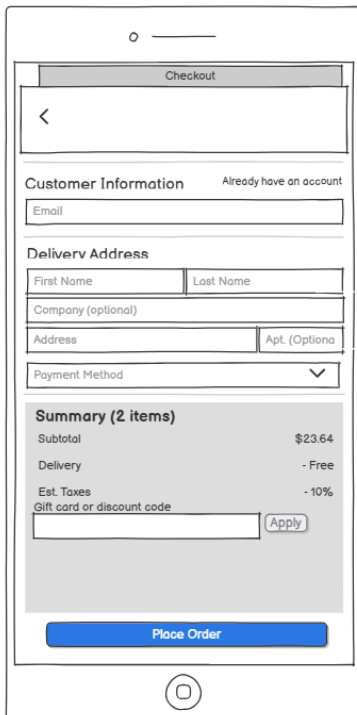 Checkout
Customer Information Already have an account
Email
Delivery Address
First Name Last Name
Company (optional)
Address Apt. (Optiona
Payment Method
Summary (2 items)
Subtotal $23.64
Delivery - Free
Est. Taxes - 10%
Gift card or discount code
Apply
Place Order